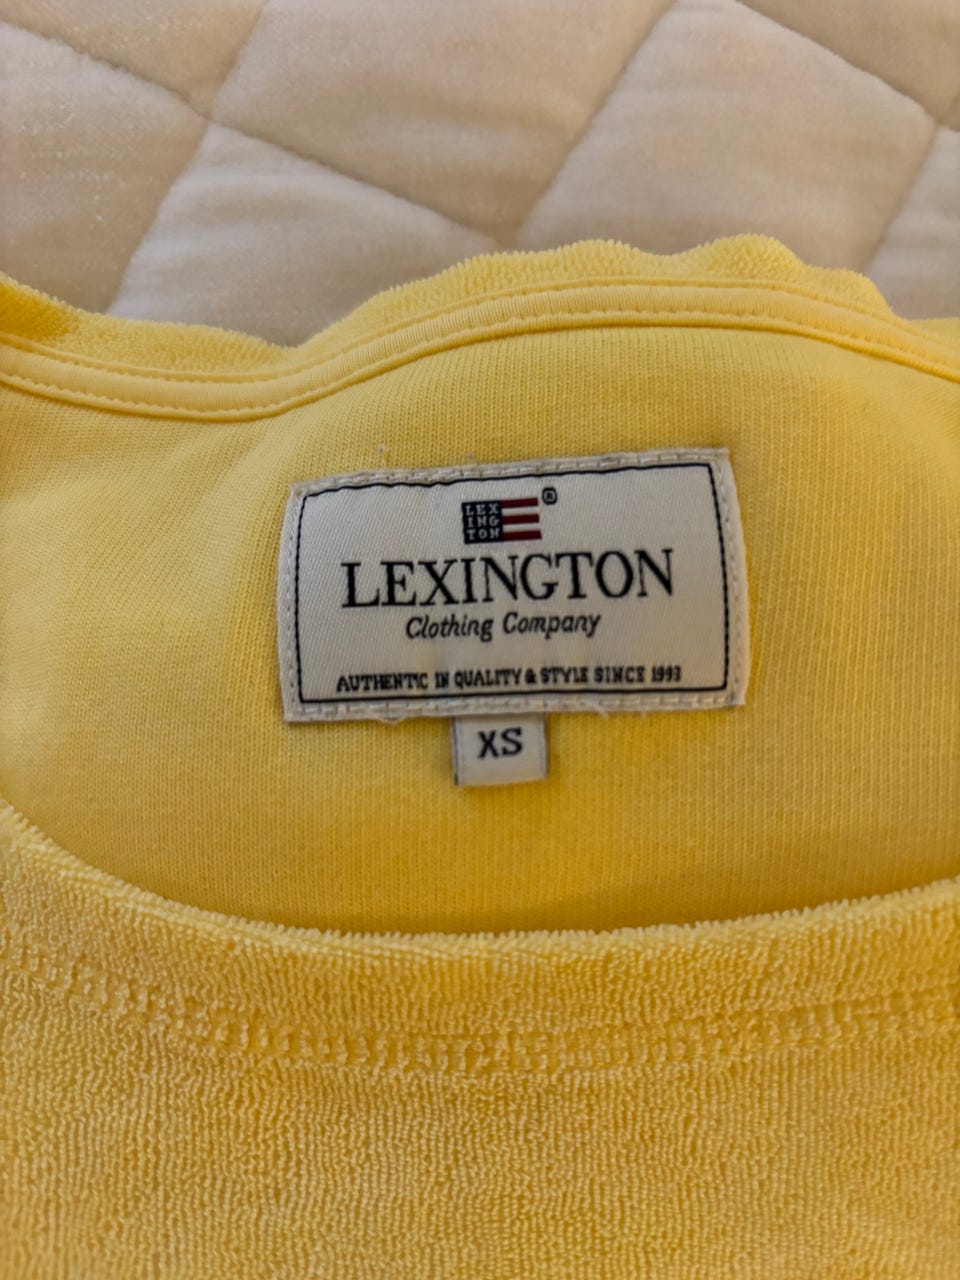 LEX
ING
TON
®
LEXINGTON
Clothing Company
AUTHENTIC IN QUALITY & STYLE SINCE 1993
XS